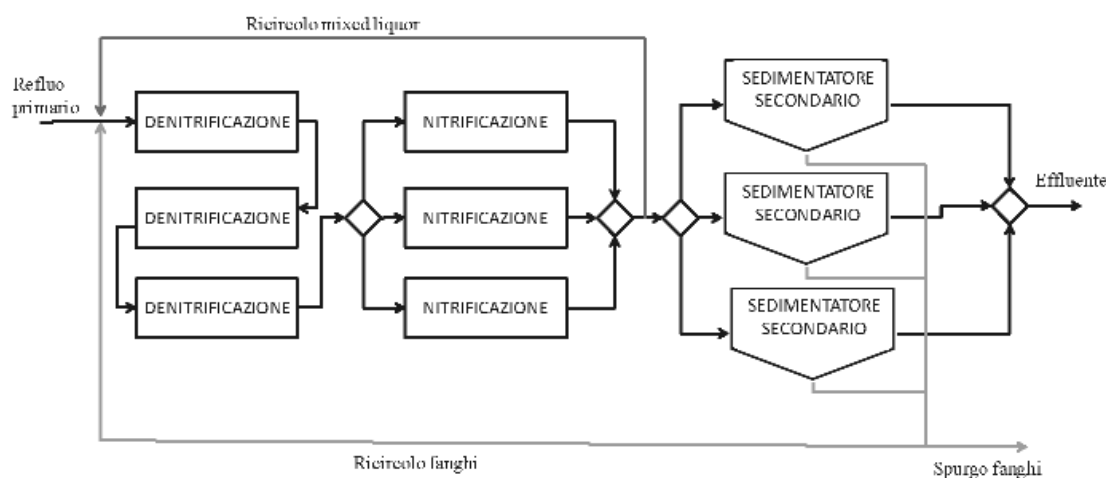 Ricircolo mixed liquor
Refluo
primario
DENITRIFICAZIONE
DENITRIFICAZIONE
DENITRIFICAZIONE
NITRIFICAZIONE
NITRIFICAZIONE
NITRIFICAZIONE
SEDIMENTATORE
SECONDARIO
SEDIMENTATORE
SECONDARIO
SEDIMENTATORE
SECONDARIO
Effluente
Ricircolo fanghi
Spurgo fanghi